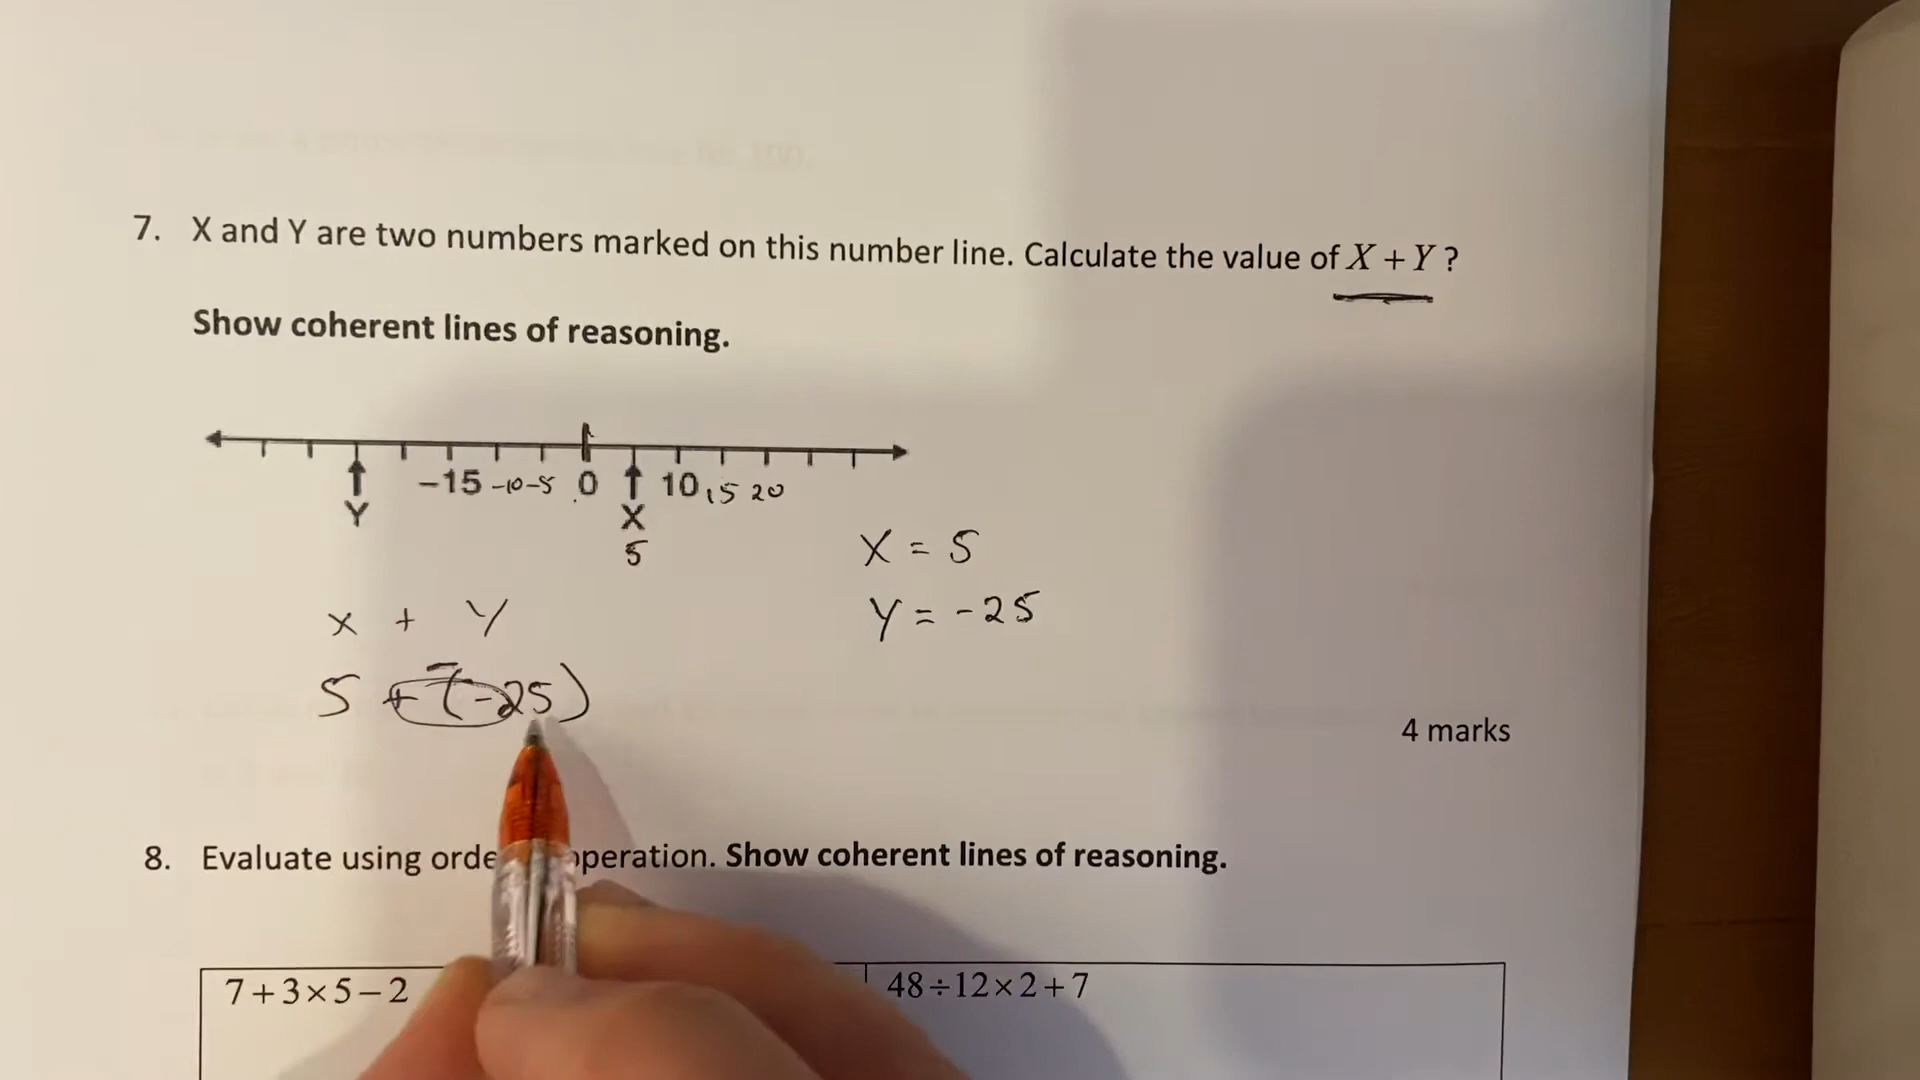 7. X and Y are two numbers marked on this number line. Calculate the value of X + Y ?
Show coherent lines of reasoning.
-15 -10 -5 0 10 15 20
Y X
5
X = 5
Y = -25
X + Y
5 + (-25)
4 marks
8. Evaluate using orde operation. Show coherent lines of reasoning.
7+3×5−2
48÷12×2+7